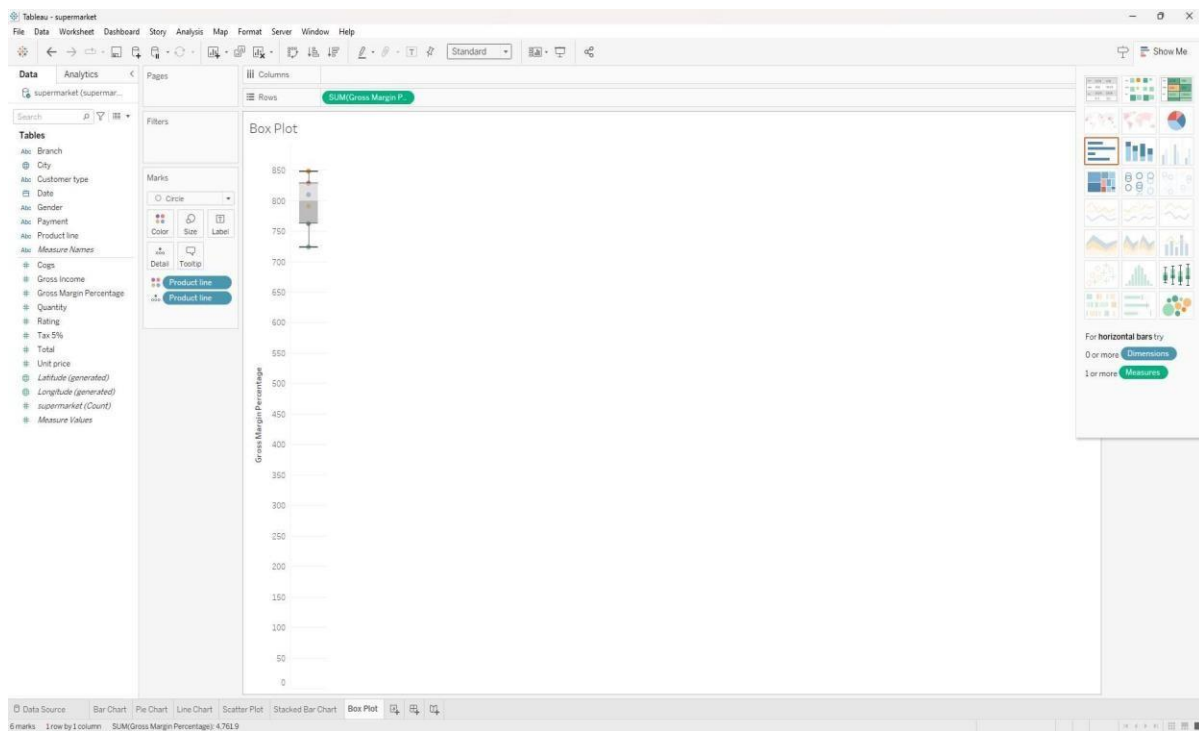 Tableau - supermarket
File Data Worksheet Dashboard Story Analysis Map Format Server Window Help
Standard
Show Me
Data Analytics
Pages
Columns
supermarket (supermar...
Rows
SUM(Gross Margin P..
Search
Filters
Box Plot
Tables
Abc Branch
City
Abc Customer type
Date
Abc Gender
Abc Payment
Abc Product line
Abc Measure Names
# Cogs
# Gross Income
# Gross Margin Percentage
# Quantity
# Rating
# Tax 5%
# Total
# Unit price
Latitude (generated)
Longitude (generated)
# supermarket (Count)
# Measure Values
Marks
Circle
Color Size Label
Detail Tooltip
Product line
Product line
850
800
750
700
650
600
550
500
450
400
350
300
250
200
150
100
50
0
Gross Margin Percentage
For horizontal bars try
0 or more Dimensions
1 or more Measures
Data Source Bar Chart Pie Chart Line Chart Scatter Plot Stacked Bar Chart Box Plot
6 marks 1 row by 1 column SUM(Gross Margin Percentage): 4,761.9